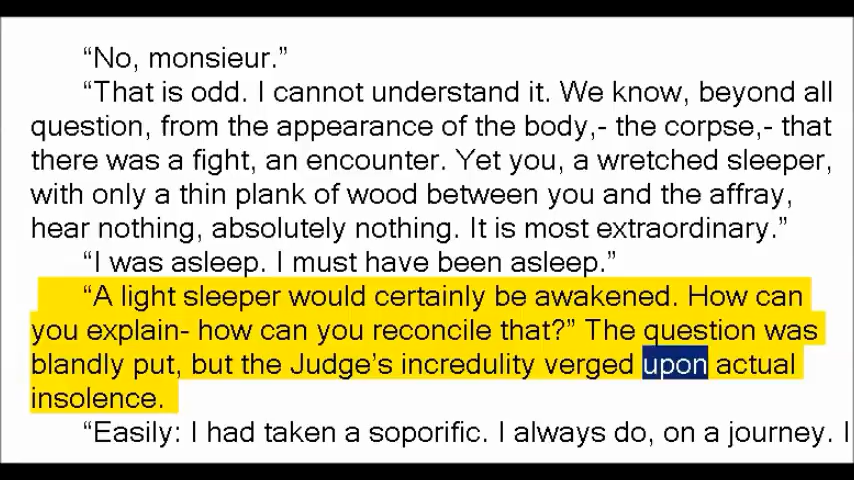 “No, monsieur.”
“That is odd. I cannot understand it. We know, beyond all
question, from the appearance of the body,- the corpse,- that
there was a fight, an encounter. Yet you, a wretched sleeper,
with only a thin plank of wood between you and the affray,
hear nothing, absolutely nothing. It is most extraordinary.”
“I was asleep. I must have been asleep.”
“A light sleeper would certainly be awakened. How can
you explain- how can you reconcile that?” The question was
blandly put, but the Judge’s incredulity verged upon actual
insolence.
“Easily: I had taken a soporific. I always do, on a journey. I